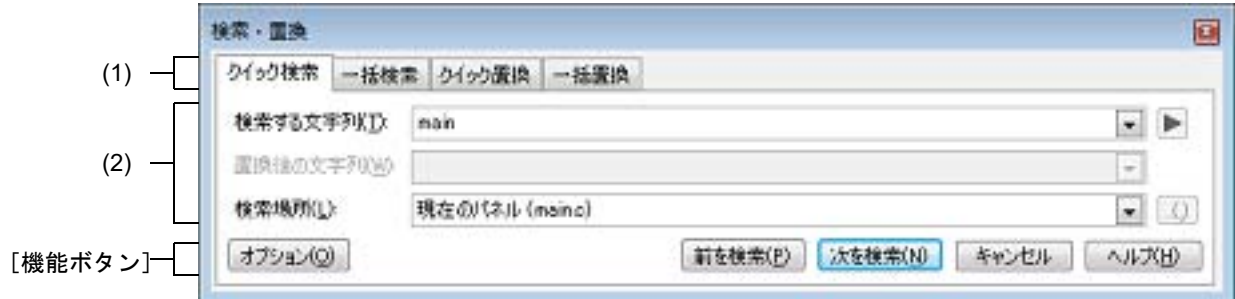 検索・置換
(1)
クイック検索 一括検索 クイック置換 一括置換
(2)
検索する文字列(T): main
置換後の文字列(W):
検索場所(L): 現在のパネル (main.c)
[機能ボタン]
オプション(O) 前を検索(P) 次を検索(N) キャンセル ヘルプ(H)